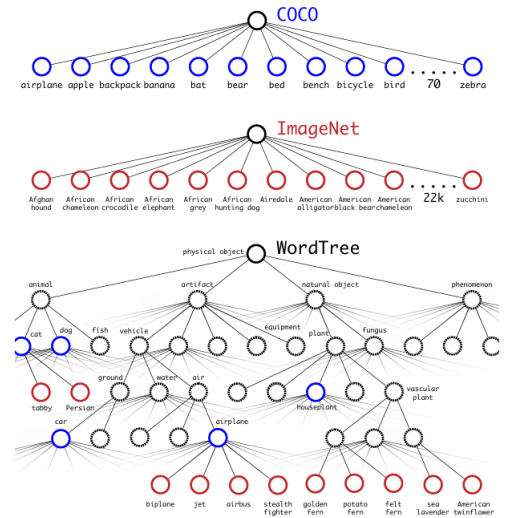 COCO
airplane apple backpack banana bat bear bed bench bicycle bird ..... zebra
70
ImageNet
Afghan hound
African chameleon
African crocodile
African elephant
African grey
African hunting dog
Airedale
American alligator
American black bear
American chameleon
.....
22k
zucchini
WordTree
physical object
animal artifact natural object phenomenon
cat dog fish vehicle equipment plant fungus
ground water air vascular plant
tabby Persian houseplant
car airplane
biplane jet airbus stealth fighter golden fern potato fern felt fern sea lavender American twinflower